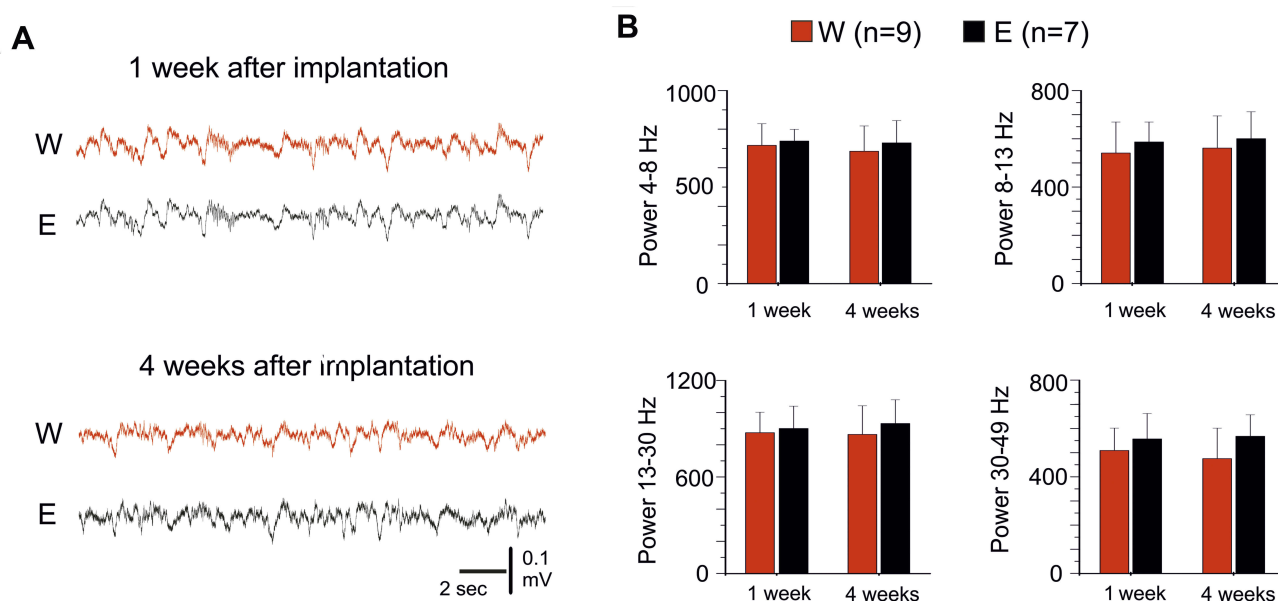 A
1 week after implantation
W
E
4 weeks after implantation
W
E
2 sec
0.1
mV
B
W (n=9)
E (n=7)
Power 4-8 Hz
1000
500
0
1 week
4 weeks
Power 8-13 Hz
800
400
0
1 week
4 weeks
Power 13-30 Hz
1200
600
0
1 week
4 weeks
Power 30-49 Hz
800
400
0
1 week
4 weeks